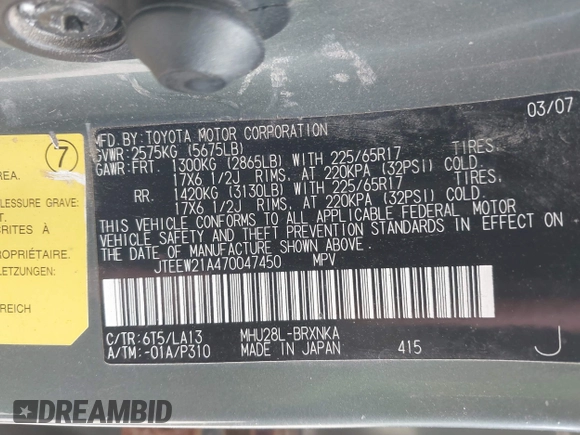 03/07
MFD.BY:TOYOTA MOTOR CORPORATION
GVWR:2575KG (5675LB)
GAWR:FRT. 1300KG (2865LB) WITH 225/65R17 TIRES.
17X6 1/2J RIMS. AT 220KPA (32PSI) COLD.
RR. 1420KG (3130LB) WITH 225/65R17 TIRES.
17X6 1/2J RIMS. AT 220KPA (32PSI) COLD.
THIS VEHICLE CONFORMS TO ALL APPLICABLE FEDERAL MOTOR
VEHICLE SAFETY AND THEFT PREVENTION STANDARDS IN EFFECT ON
THE DATE OF MANUFACTURE SHOWN ABOVE.
JTEEW21A470047450 MPV
C/TR:6T5/LA13 MHU28L-BRXNKA
A/TM:-01A/P310 MADE IN JAPAN 415 J
7
REA.
LESSURE GRAVE:
T.
RITES À
PROPRIÉTAIRE.
LETZUNGEN:
DREAMBID